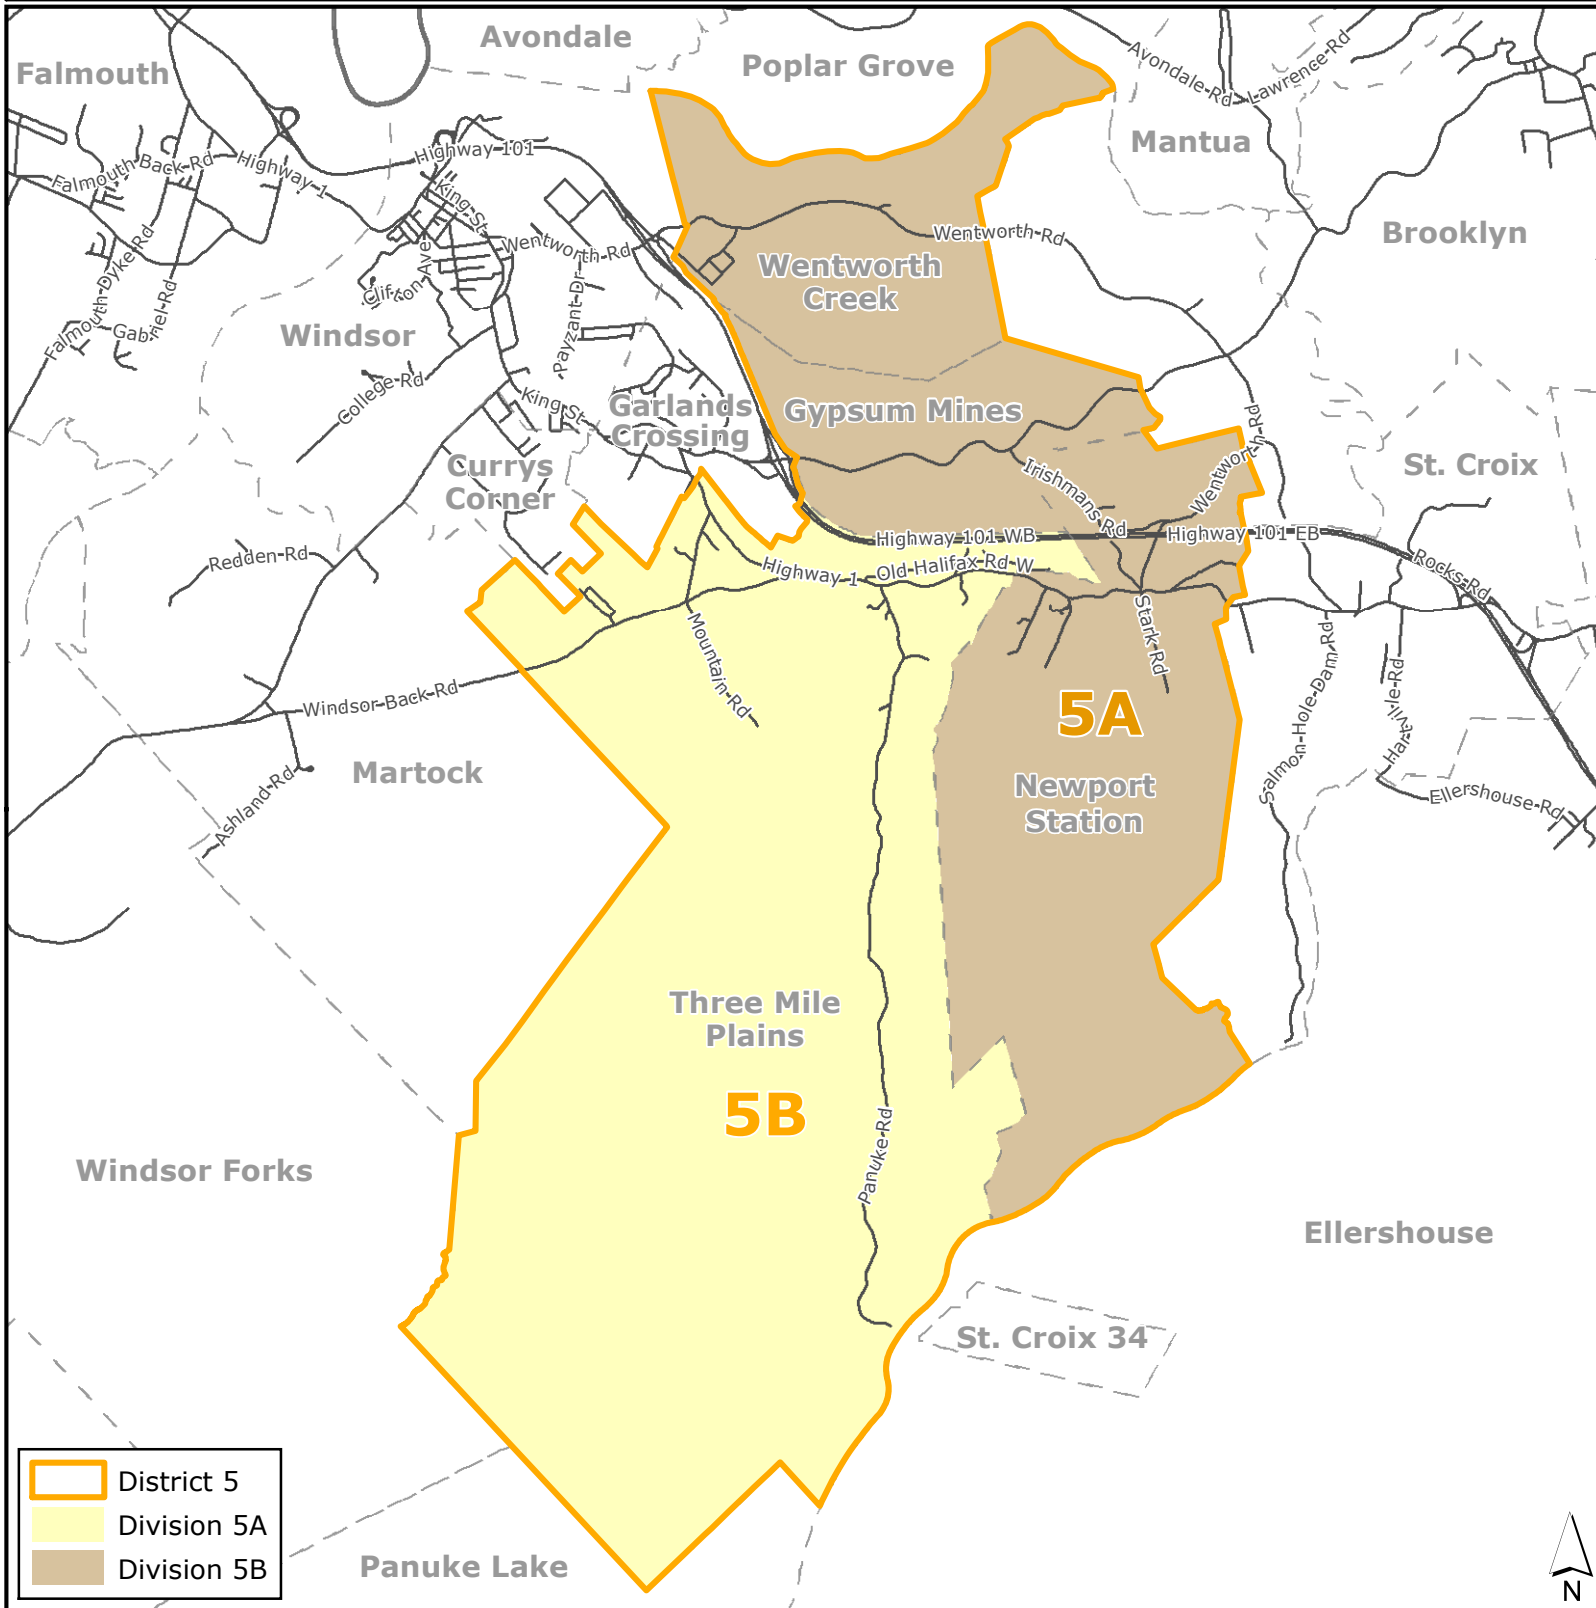 Avondale
Poplar Grove
Falmouth
Avondale Rd
Lawrence Rd
Mantua
Highway 101
Falmouth Back Rd
Highway 1
King St
Wentworth Rd
Wentworth Rd
Brooklyn
Falmouth Dyke Rd
Gabriel Rd
Clifton Ave
Payzant Dr
Wentworth
Creek
Windsor
College Rd
King St
Garlands
Crossing
Gypsum Mines
Wentworth Rd
Currys
Corner
Irishmans Rd
St. Croix
Redden Rd
Highway 101 WB
Highway 101 EB
Highway 1
Old Halifax Rd W
Rocks Rd
Mountain Rd
Stark Rd
Salmon Hole Dam Rd
Hartville Rd
Windsor Back Rd
5A
Martock
Newport
Station
Ashland Rd
Ellershouse Rd
Three Mile
Plains
5B
Panuke Rd
Windsor Forks
Ellershouse
St. Croix 34
District 5
Division 5A
Division 5B
Panuke Lake
N